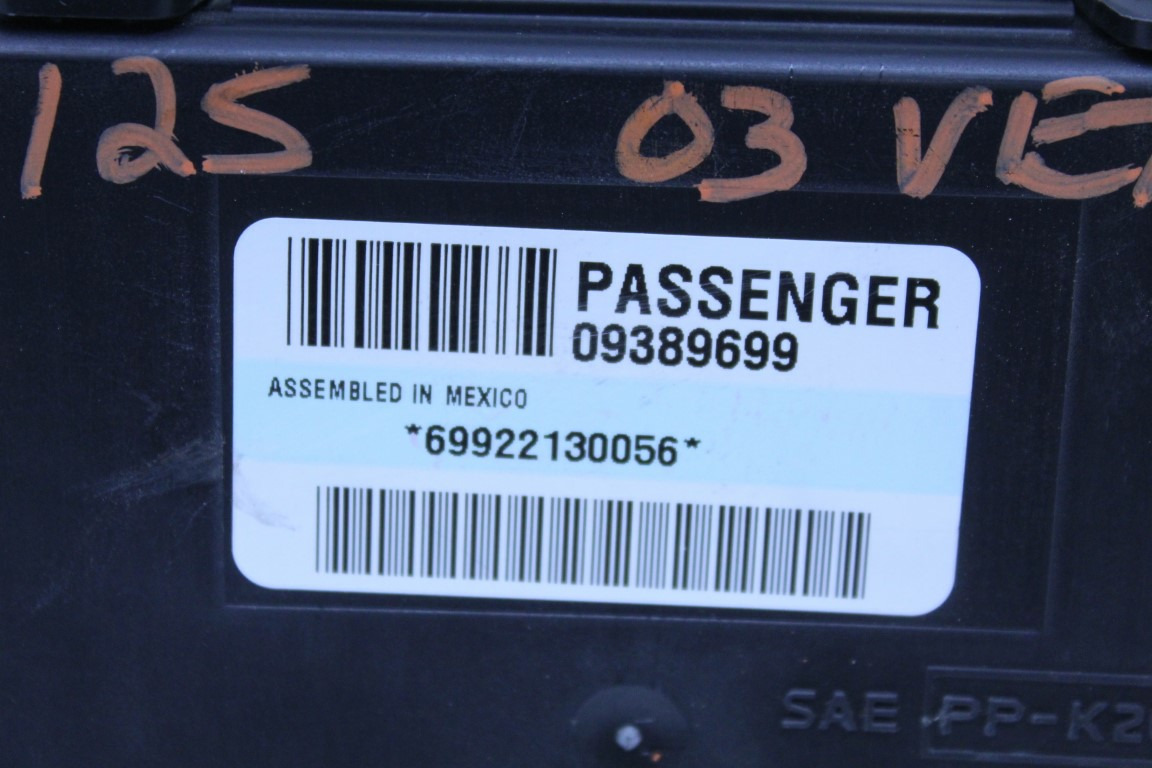 125 03 VE
PASSENGER
09389699
ASSEMBLED IN MEXICO
*69922130056*
SAE PP-K2